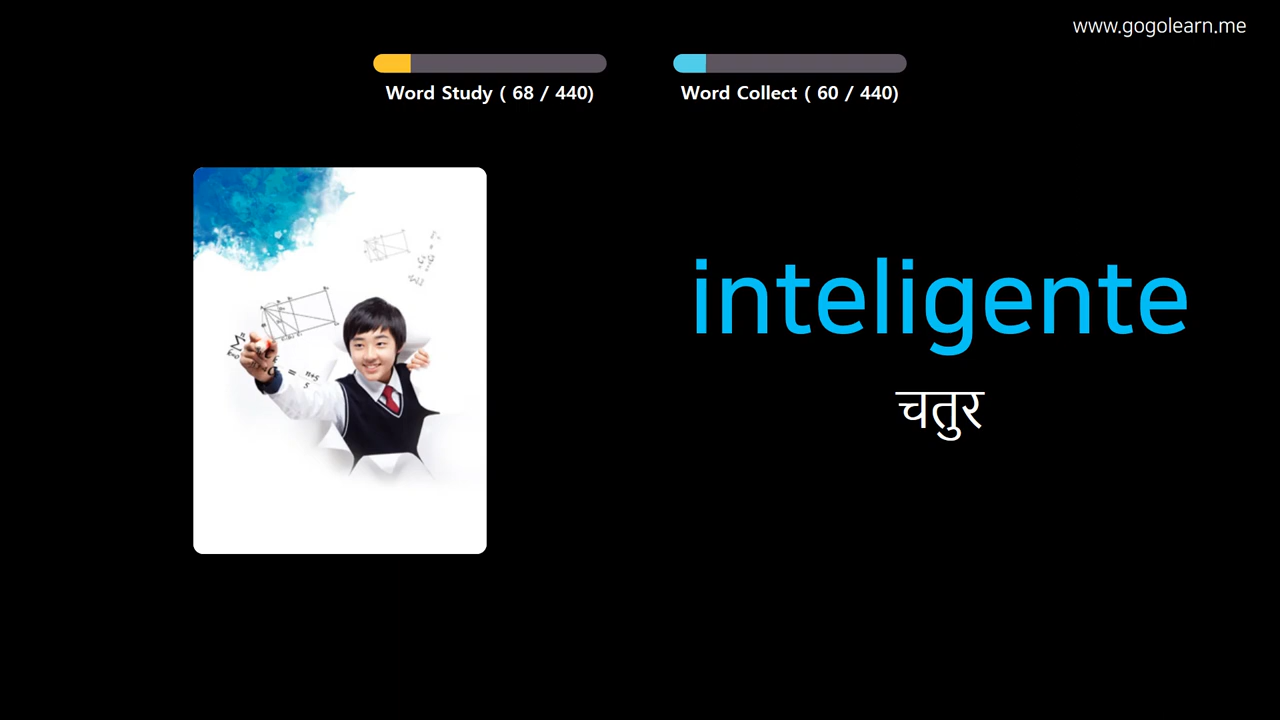 www.gogolearn.me
Word Study ( 68 / 440)
Word Collect ( 60 / 440)
inteligente
चतुर